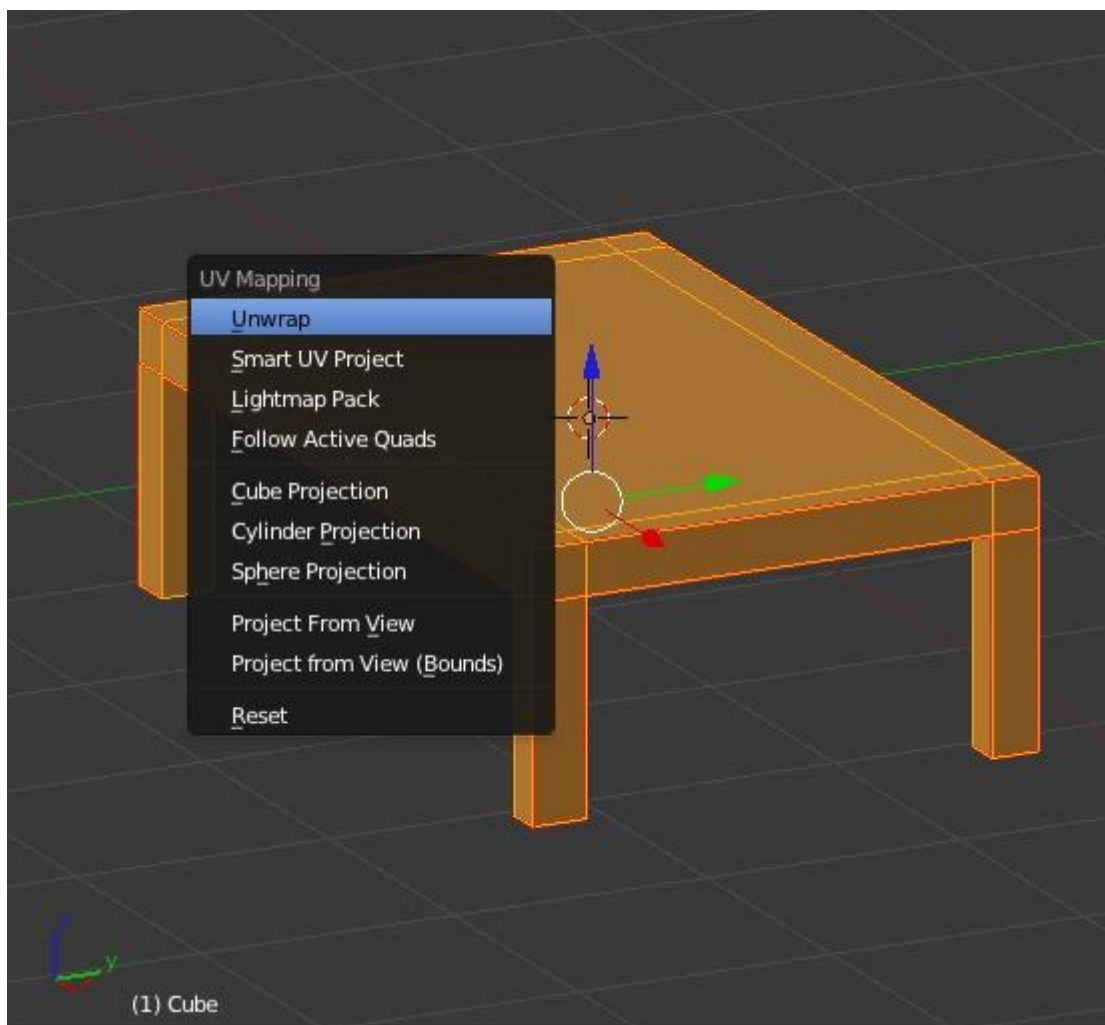 UV Mapping
Unwrap
Smart UV Project
Lightmap Pack
Follow Active Quads
Cube Projection
Cylinder Projection
Sphere Projection
Project From View
Project from View (Bounds)
Reset
z
y
(1) Cube